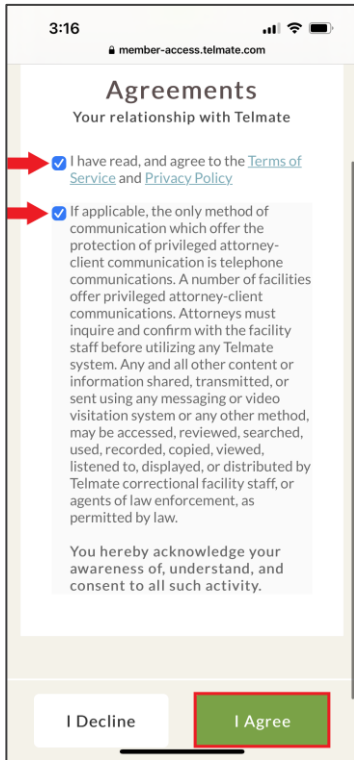 3:16
member-access.telmate.com
Agreements
Your relationship with Telmate
I have read, and agree to the Terms of
Service and Privacy Policy
If applicable, the only method of
communication which offer the
protection of privileged attorney-
client communication is telephone
communications. A number of facilities
offer privileged attorney-client
communications. Attorneys must
inquire and confirm with the facility
staff before utilizing any Telmate
system. Any and all other content or
information shared, transmitted, or
sent using any messaging or video
visitation system or any other method,
may be accessed, reviewed, searched,
used, recorded, copied, viewed,
listened to, displayed, or distributed by
Telmate correctional facility staff, or
agents of law enforcement, as
permitted by law.
You hereby acknowledge your
awareness of, understand, and
consent to all such activity.
I Decline
I Agree